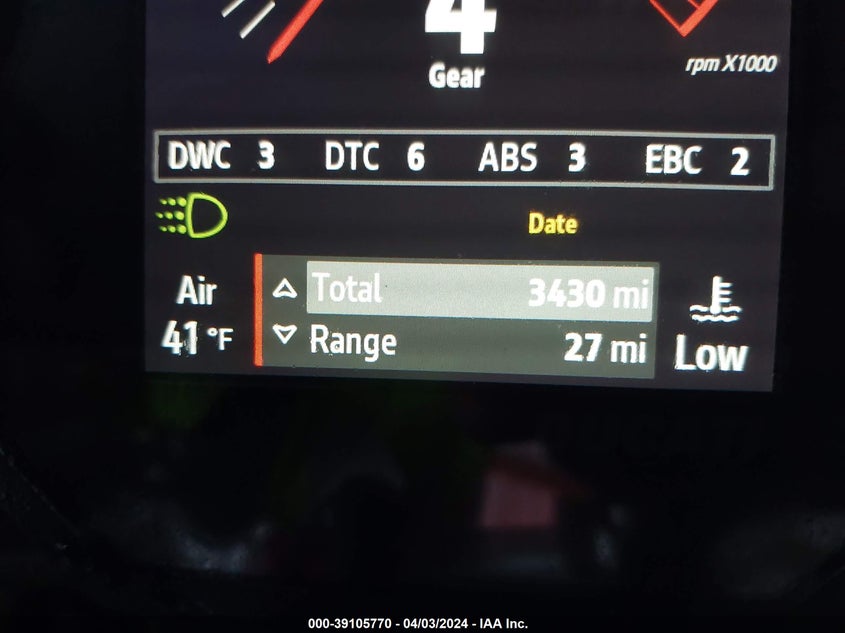 4
Gear
rpm X1000
DWC 3 DTC 6 ABS 3 EBC 2
Date
Air
41 °F
Total 3430 mi
Range 27 mi
Low
000-39105770 - 04/03/2024 - IAA Inc.